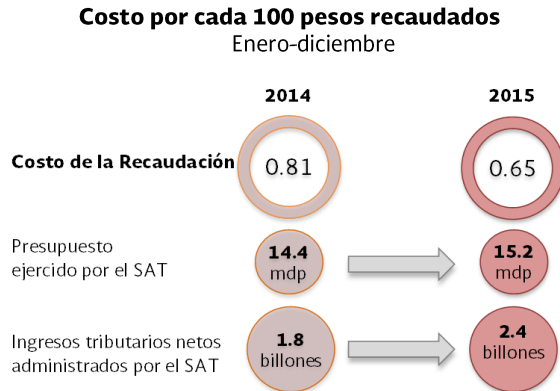 Costo por cada 100 pesos recaudados
Enero-diciembre
2014
2015
Costo de la Recaudación
0.81
0.65
Presupuesto
ejercido por el SAT
14.4
mdp
15.2
mdp
Ingresos tributarios netos
administrados por el SAT
1.8
billones
2.4
billones